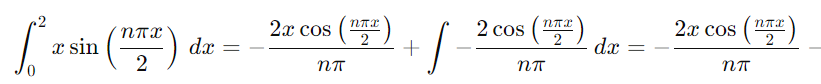 ∫₀² x sin(nπx/2) dx = − 2x cos(nπx/2)/nπ + ∫ − 2 cos(nπx/2)/nπ dx = − 2x cos(nπx/2)/nπ −